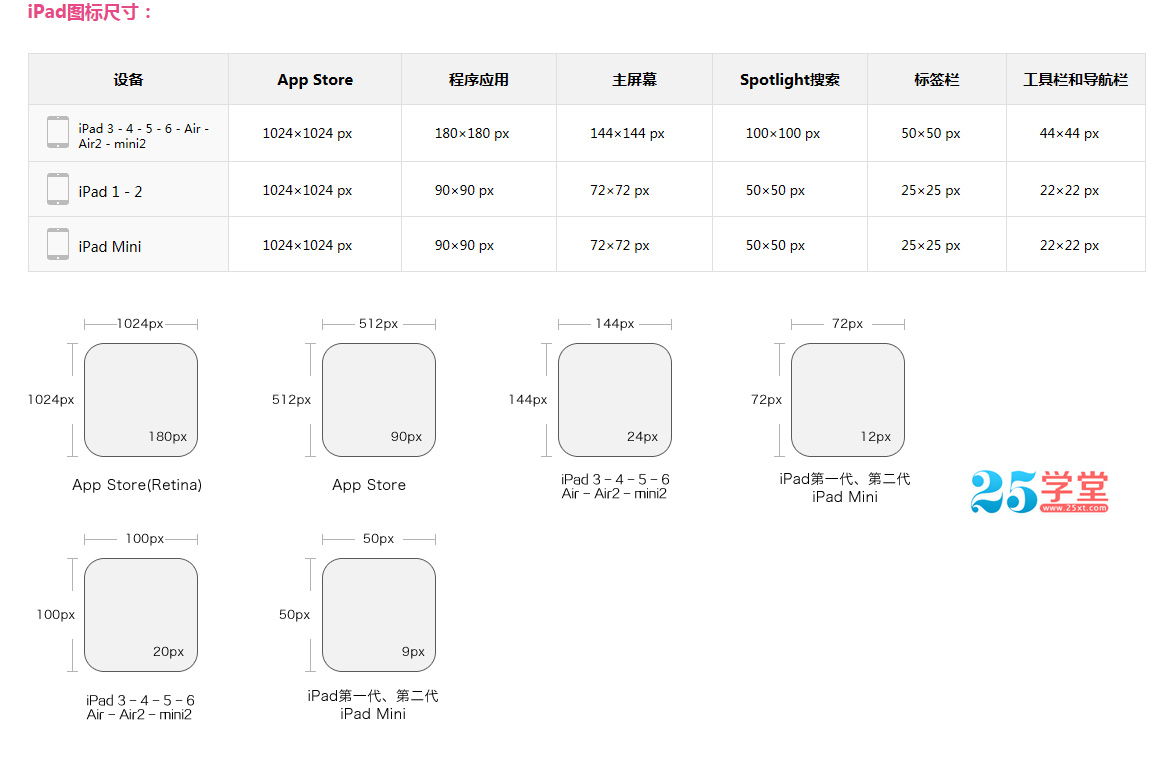 iPad图标尺寸：
设备 App Store 程序应用 主屏幕 Spotlight搜索 标签栏 工具栏和导航栏
iPad 3 - 4 - 5 - 6 - Air -
Air2 - mini2 1024×1024 px 180×180 px 144×144 px 100×100 px 50×50 px 44×44 px
iPad 1 - 2 1024×1024 px 90×90 px 72×72 px 50×50 px 25×25 px 22×22 px
iPad Mini 1024×1024 px 90×90 px 72×72 px 50×50 px 25×25 px 22×22 px
1024px 512px 144px 72px
1024px 512px 144px 72px
180px 90px 24px 12px
App Store(Retina) App Store
iPad 3 – 4 – 5 – 6
Air – Air2 – mini2
iPad第一代、第二代
iPad Mini
25学堂
www.25xt.com
100px 50px
100px 50px
20px 9px
iPad 3 – 4 – 5 – 6
Air – Air2 – mini2
iPad第一代、第二代
iPad Mini